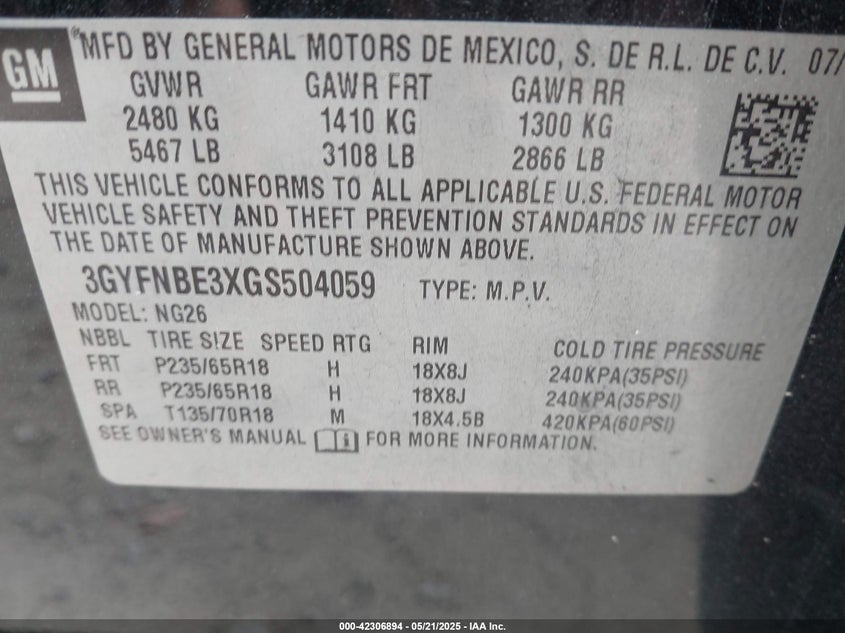 GM
®MFD BY GENERAL MOTORS DE MEXICO, S. DE R.L. DE C.V. 07/
GVWR GAWR FRT GAWR RR
2480 KG 1410 KG 1300 KG
5467 LB 3108 LB 2866 LB
THIS VEHICLE CONFORMS TO ALL APPLICABLE U.S. FEDERAL MOTOR
VEHICLE SAFETY AND THEFT PREVENTION STANDARDS IN EFFECT ON
THE DATE OF MANUFACTURE SHOWN ABOVE.
3GYFNBE3XGS504059 TYPE: M.P.V.
MODEL: NG26
NBBL TIRE SIZE SPEED RTG RIM COLD TIRE PRESSURE
FRT P235/65R18 H 18X8J 240KPA(35PSI)
RR P235/65R18 H 18X8J 240KPA(35PSI)
SPA T135/70R18 M 18X4.5B 420KPA(60PSI)
SEE OWNER'S MANUAL FOR MORE INFORMATION.
000-42306894 - 05/21/2025 - IAA Inc.